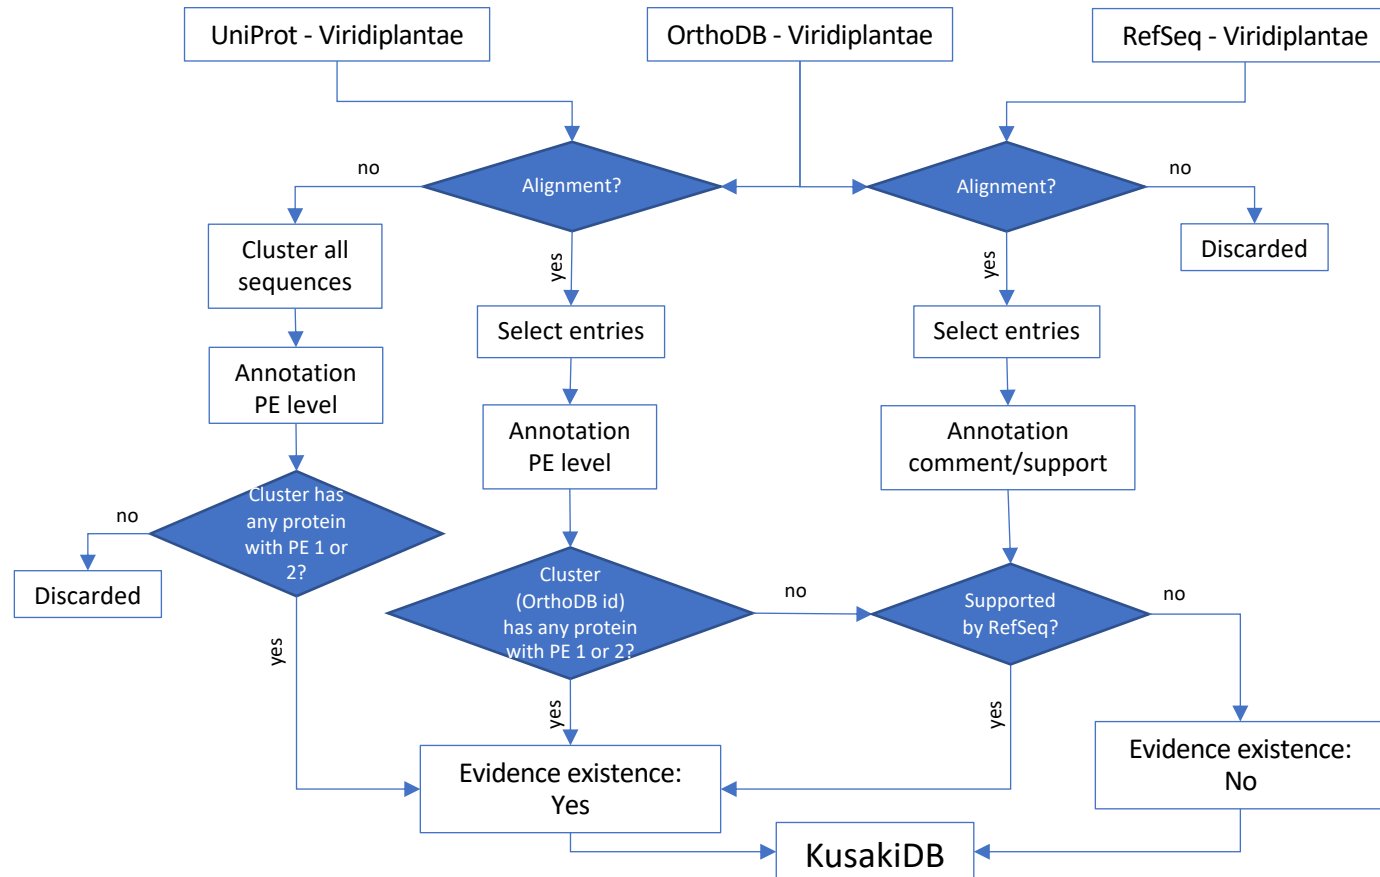 UniProt - Viridiplantae
OrthoDB - Viridiplantae
RefSeq - Viridiplantae
no
Alignment?
Alignment?
no
Cluster all
sequences
yes
yes
Discarded
Select entries
Select entries
Annotation
PE level
Annotation
PE level
Annotation
comment/support
Cluster has
any protein
with PE 1 or
2?
no
Discarded
Cluster
(OrthoDB id)
has any protein
with PE 1 or 2?
no
Supported
by RefSeq?
no
yes
yes
yes
Evidence existence:
Yes
Evidence existence:
No
KusakiDB